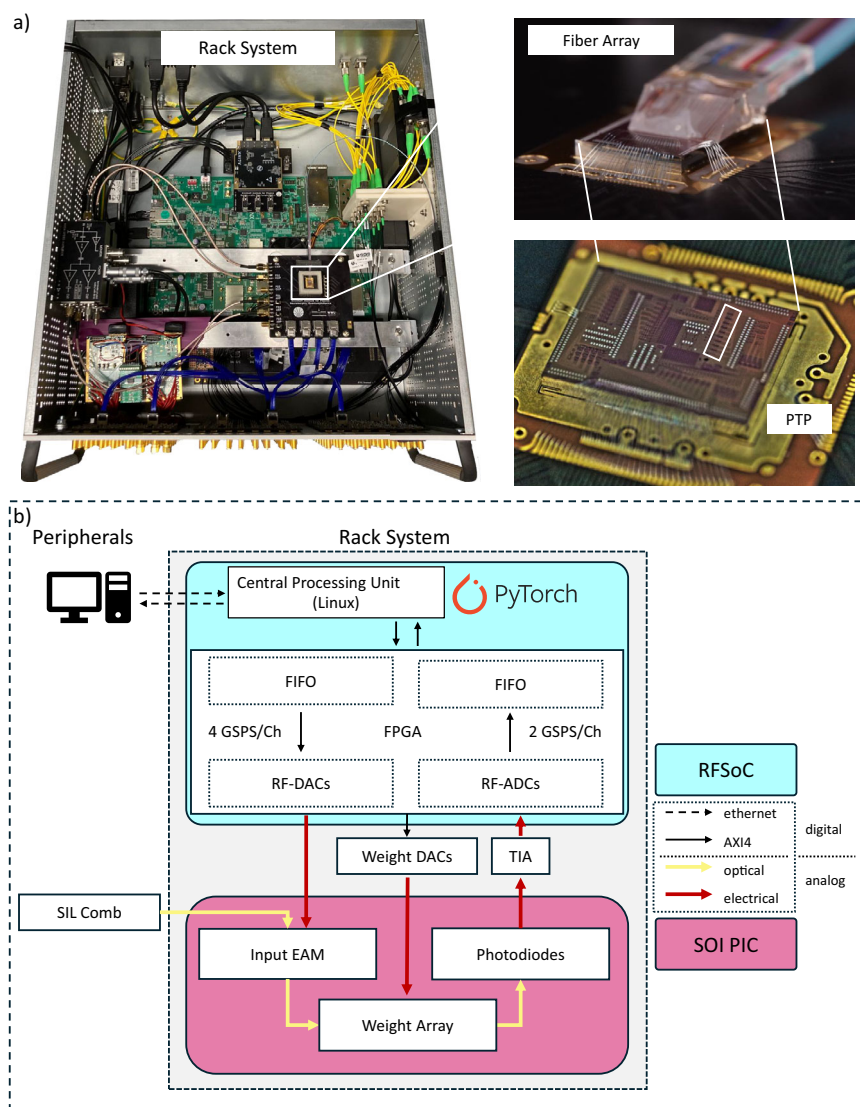 a)
Rack System
Fiber Array
PTP
b)
Peripherals
Rack System
Central Processing Unit
(Linux)
PyTorch
FIFO
FIFO
4 GSPS/Ch
FPGA
2 GSPS/Ch
RF-DACs
RF-ADCs
Weight DACs
TIA
SIL Comb
Input EAM
Photodiodes
Weight Array
RFSoC
ethernet
AXI4
digital
optical
electrical
analog
SOI PIC